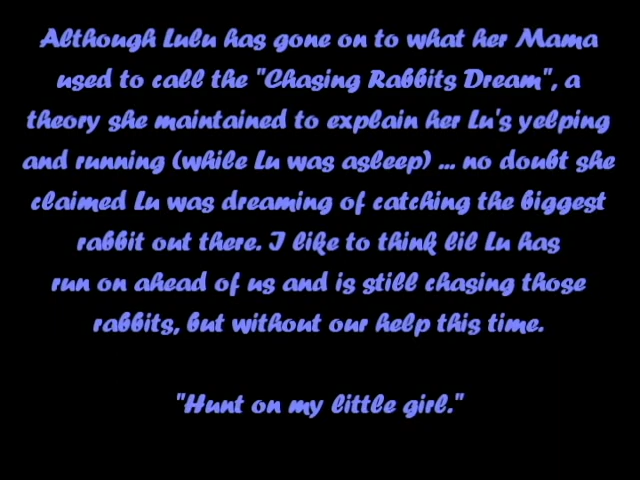 Although Lulu has gone on to what her Mama
used to call the "Chasing Rabbits Dream", a
theory she maintained to explain her Lu's yelping
and running (while Lu was asleep) ... no doubt she
claimed Lu was dreaming of catching the biggest
rabbit out there. I like to think lil Lu has
run on ahead of us and is still chasing those
rabbits, but without our help this time.
"Hunt on my little girl."